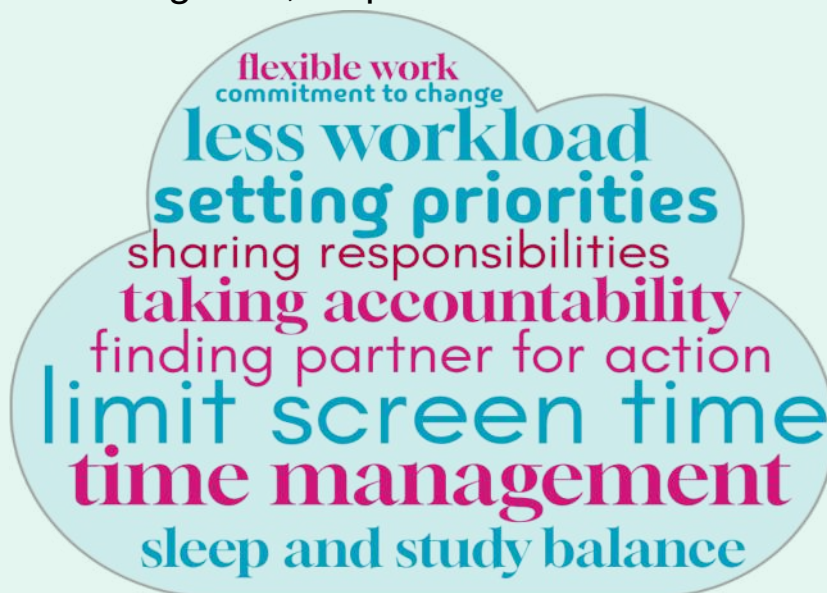 flexible work
commitment to change
less workload
setting priorities
sharing responsibilities
taking accountability
finding partner for action
limit screen time
time management
sleep and study balance